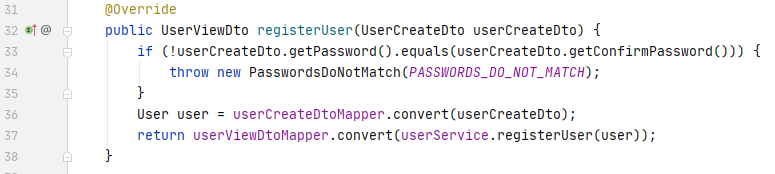 31 @Override
32 @ public UserViewDto registerUser(UserCreateDto userCreateDto) {
33 if (!userCreateDto.getPassword().equals(userCreateDto.getConfirmPassword())) {
34 throw new PasswordsDoNotMatch(PASSWORDS_DO_NOT_MATCH);
35 }
36 User user = userCreateDtoMapper.convert(userCreateDto);
37 return userViewDtoMapper.convert(userService.registerUser(user));
38 }